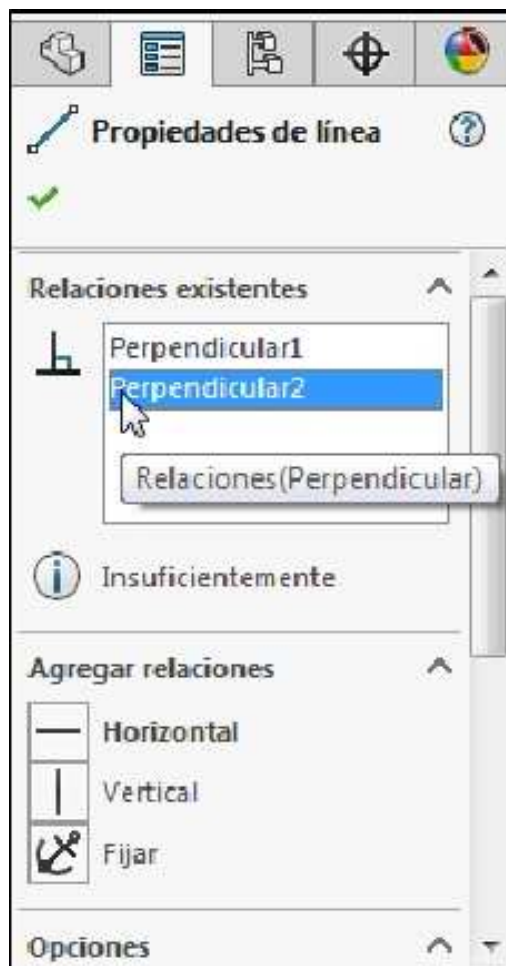 Propiedades de línea
Relaciones existentes
Perpendicular1
Perpendicular2
Relaciones(Perpendicular)
Insuficientemente
Agregar relaciones
Horizontal
Vertical
Fijar
Opciones